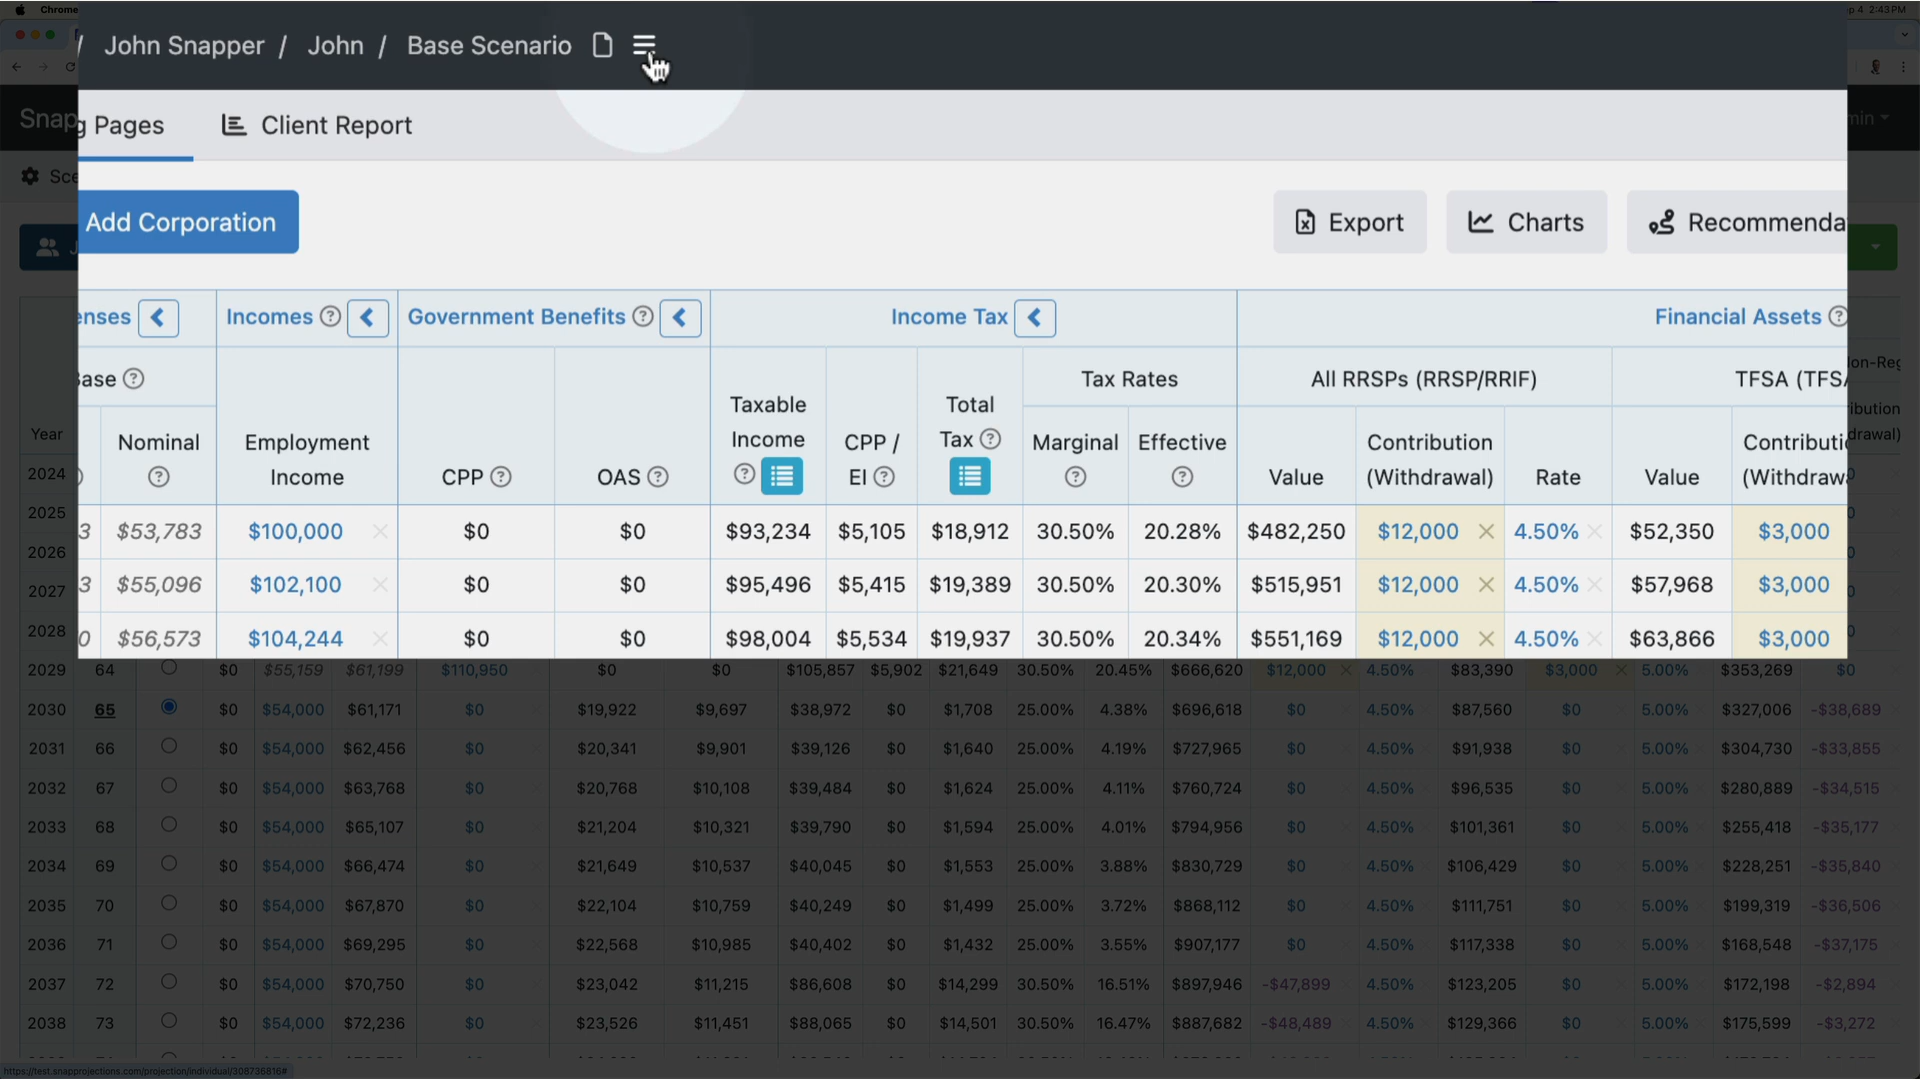 Chrome
4 2:43 PM
/ John Snapper / John / Base Scenario
Snap
g Pages
Client Report
min
Sce
Add Corporation
Export
Charts
Recommenda
J
enses
Incomes
Government Benefits
Income Tax
Financial Assets
Base
Tax Rates
All RRSPs (RRSP/RRIF)
TFSA (TFSA
on-Reg
Year
Nominal
Employment Income
CPP
OAS
Taxable Income
CPP / EI
Total Tax
Marginal
Effective
Value
Contribution (Withdrawal)
Rate
Value
Contributi
(Withdraw
ibution
drawal)
2024
2025
3 $53,783 $100,000 $0 $0 $93,234 $5,105 $18,912 30.50% 20.28% $482,250 $12,000 4.50% $52,350 $3,000
2026
2027
3 $55,096 $102,100 $0 $0 $95,496 $5,415 $19,389 30.50% 20.30% $515,951 $12,000 4.50% $57,968 $3,000
2028
0 $56,573 $104,244 $0 $0 $98,004 $5,534 $19,937 30.50% 20.34% $551,169 $12,000 4.50% $63,866 $3,000
2029 64 $0 $55,159 $61,199 $110,950 $0 $0 $105,857 $5,902 $21,649 30.50% 20.45% $666,620 $12,000 4.50% $83,390 $3,000 5.00% $353,269 $0
2030 65 $0 $54,000 $61,171 $0 $19,922 $9,697 $38,972 $0 $1,708 25.00% 4.38% $696,618 $0 4.50% $87,560 $0 5.00% $327,006 -$38,689
2031 66 $0 $54,000 $62,456 $0 $20,341 $9,901 $39,126 $0 $1,640 25.00% 4.19% $727,965 $0 4.50% $91,938 $0 5.00% $304,730 -$33,855
2032 67 $0 $54,000 $63,768 $0 $20,768 $10,108 $39,484 $0 $1,624 25.00% 4.11% $760,724 $0 4.50% $96,535 $0 5.00% $280,889 -$34,515
2033 68 $0 $54,000 $65,107 $0 $21,204 $10,321 $39,790 $0 $1,594 25.00% 4.01% $794,956 $0 4.50% $101,361 $0 5.00% $255,418 -$35,177
2034 69 $0 $54,000 $66,474 $0 $21,649 $10,537 $40,045 $0 $1,553 25.00% 3.88% $830,729 $0 4.50% $106,429 $0 5.00% $228,251 -$35,840
2035 70 $0 $54,000 $67,870 $0 $22,104 $10,759 $40,249 $0 $1,499 25.00% 3.72% $868,112 $0 4.50% $111,751 $0 5.00% $199,319 -$36,506
2036 71 $0 $54,000 $69,295 $0 $22,568 $10,985 $40,402 $0 $1,432 25.00% 3.55% $907,177 $0 4.50% $117,338 $0 5.00% $168,548 -$37,175
2037 72 $0 $54,000 $70,750 $0 $23,042 $11,215 $86,608 $0 $14,299 30.50% 16.51% $897,946 -$47,899 4.50% $123,205 $0 5.00% $172,198 -$2,894
2038 73 $0 $54,000 $72,236 $0 $23,526 $11,451 $88,065 $0 $14,501 30.50% 16.47% $887,682 -$48,489 4.50% $129,366 $0 5.00% $175,599 -$3,272
https://test.snapprojections.com/projection/individual/308736816#